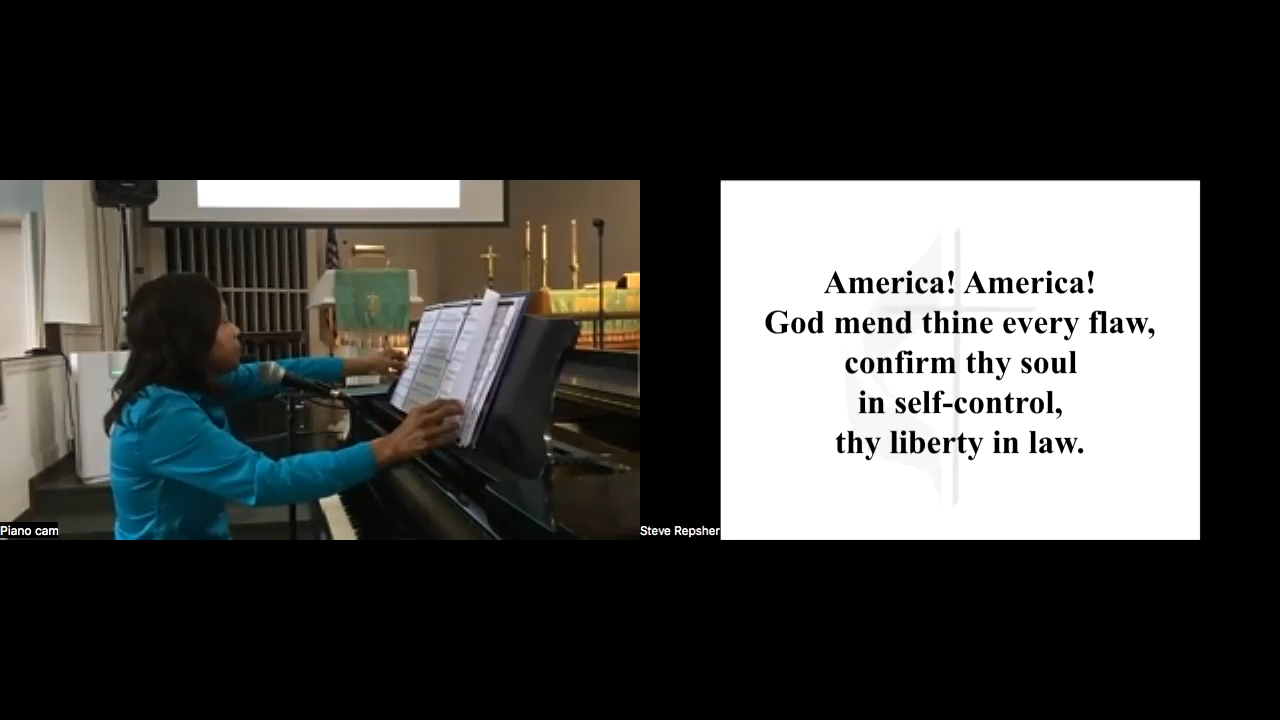 Piano cam
Steve Repsher
America! America!
God mend thine every flaw,
confirm thy soul
in self-control,
thy liberty in law.